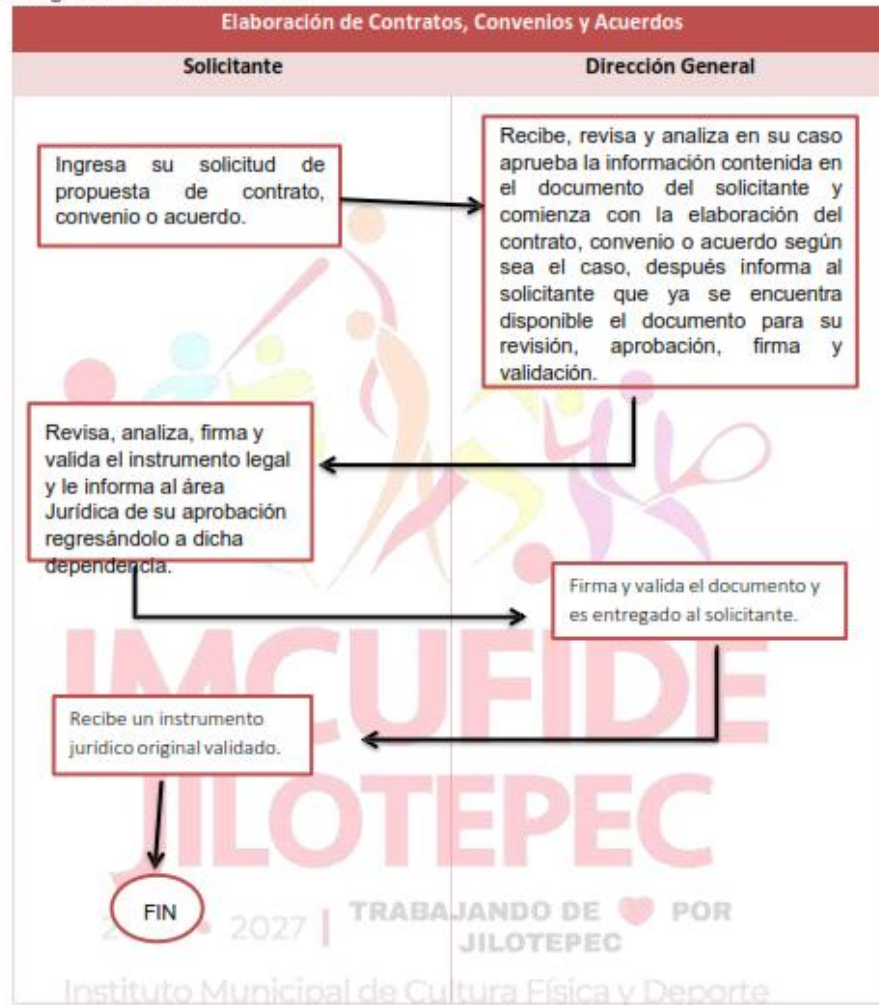 Elaboración de Contratos, Convenios y Acuerdos
Solicitante
Dirección General
Ingresa su solicitud de
propuesta de contrato,
convenio o acuerdo.
Recibe, revisa y analiza en su caso
aprueba la información contenida en
el documento del solicitante y
comienza con la elaboración del
contrato, convenio o acuerdo según
sea el caso, después informa al
solicitante que ya se encuentra
disponible el documento para su
revisión, aprobación, firma y
validación.
Revisa, analiza, firma y
valida el instrumento legal
y le informa al área
Jurídica de su aprobación
regresándolo a dicha
dependencia.
Firma y valida el documento y
es entregado al solicitante.
Recibe un instrumento
jurídico original validado.
FIN
IMCUFIDE
JILOTEPEC
2027 | TRABAJANDO DE POR
JILOTEPEC
Instituto Municipal de Cultura Física y Deporte